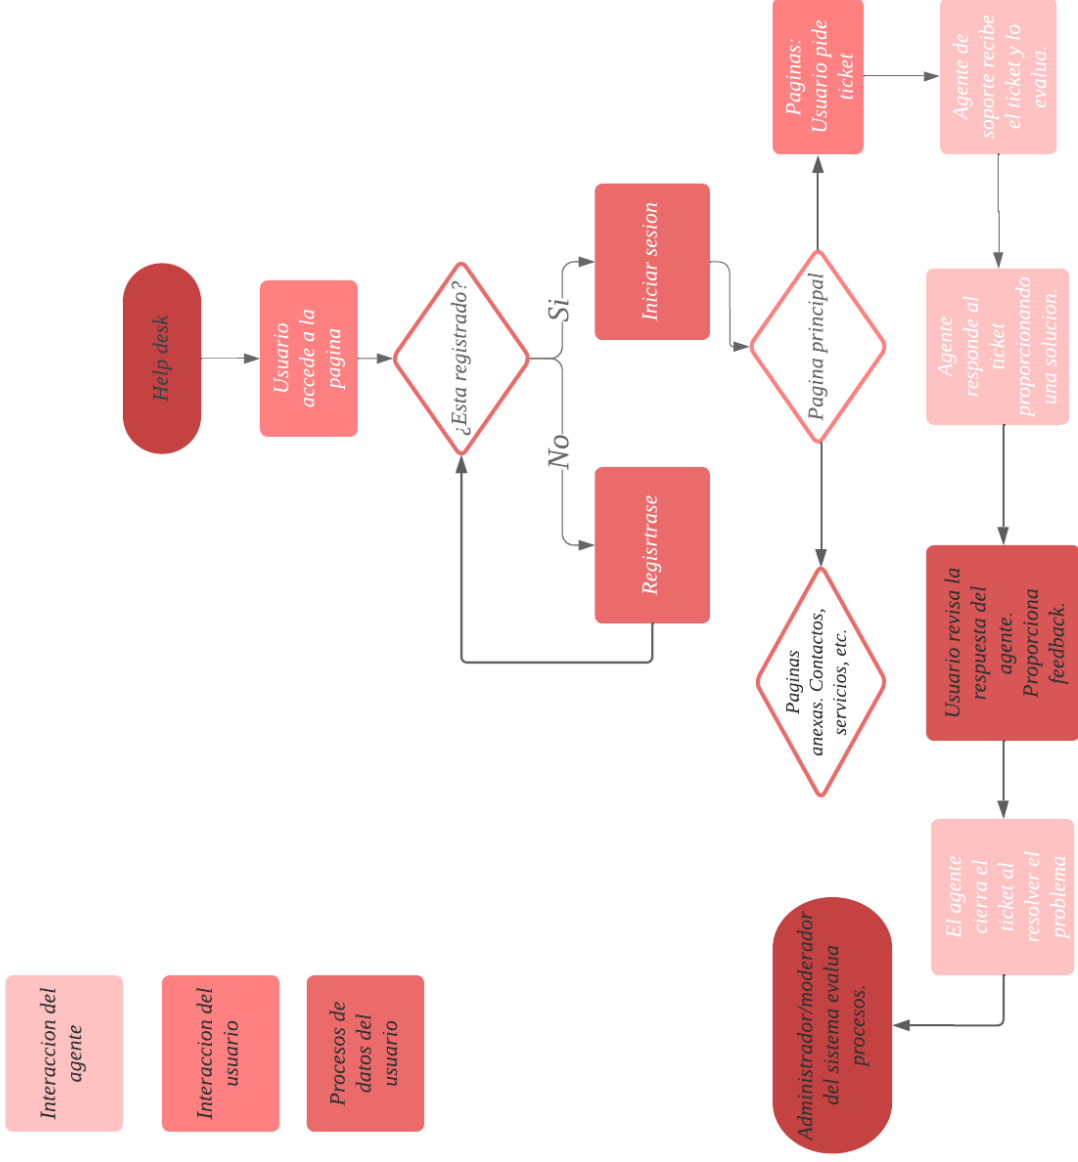 Help desk
Usuario
accede a la
pagina
¿Esta registrado?
Si
No
Iniciar sesion
Regisrtrase
Pagina principal
Paginas:
Usuario pide
ticket
Paginas
anexas. Contactos,
servicios, etc.
Agente de
soporte recibe
el ticket y lo
evalua.
Agente
responde al
ticket
proporcionando
una solucion.
Usuario revisa la
respuesta del
agente.
Proporciona
feedback.
El agente
cierra el
ticket al
resolver el
problema
Administrador/moderador
del sistema evalua
procesos.
Interaccion del
agente
Interaccion del
usuario
Procesos de
datos del
usuario